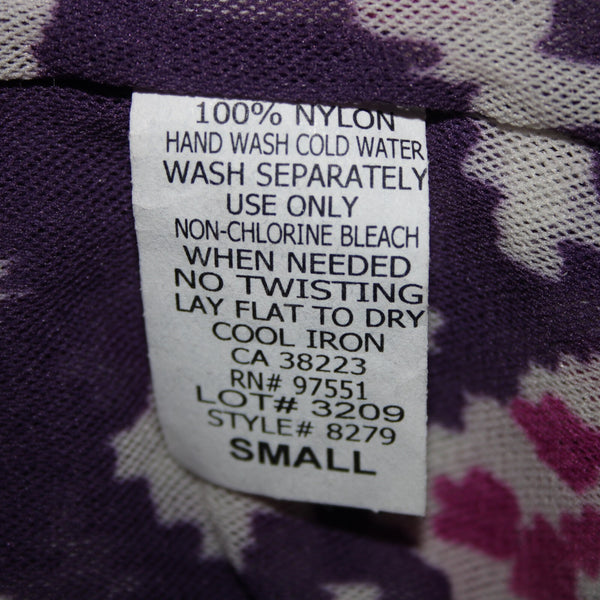 100% NYLON
HAND WASH COLD WATER
WASH SEPARATELY
USE ONLY
NON-CHLORINE BLEACH
WHEN NEEDED
NO TWISTING
LAY FLAT TO DRY
COOL IRON
CA 38223
RN# 97551
LOT# 3209
STYLE# 8279
SMALL